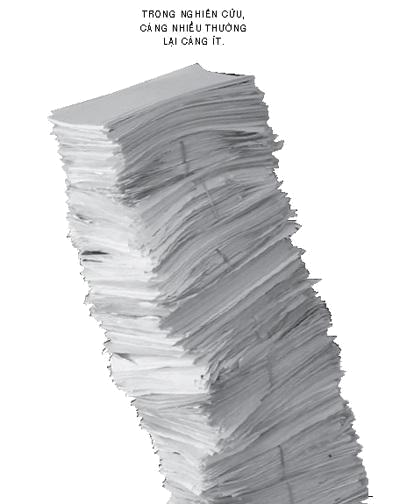 TRONG NGHIÊN CỨU,
CÀNG NHIỀU THƯỜNG
LẠI CÀNG ÍT.